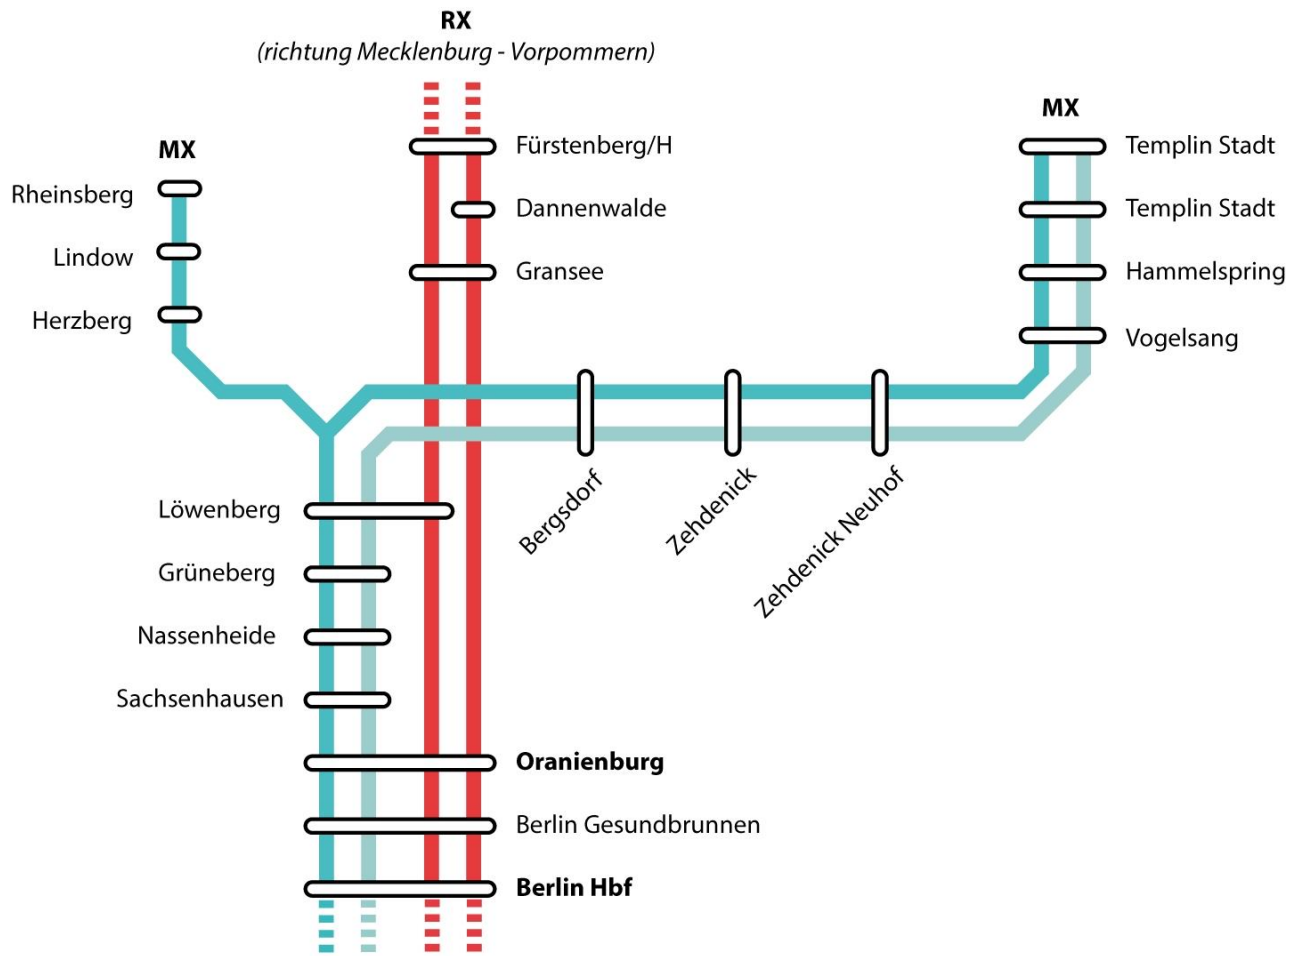 RX
(richtung Mecklenburg - Vorpommern)
MX
MX
Fürstenberg/H
Templin Stadt
Rheinsberg
Dannenwalde
Templin Stadt
Lindow
Gransee
Hammelspring
Herzberg
Vogelsang
Bergsdorf
Zehdenick
Zehdenick Neuhof
Löwenberg
Grüneberg
Nassenheide
Sachsenhausen
Oranienburg
Berlin Gesundbrunnen
Berlin Hbf